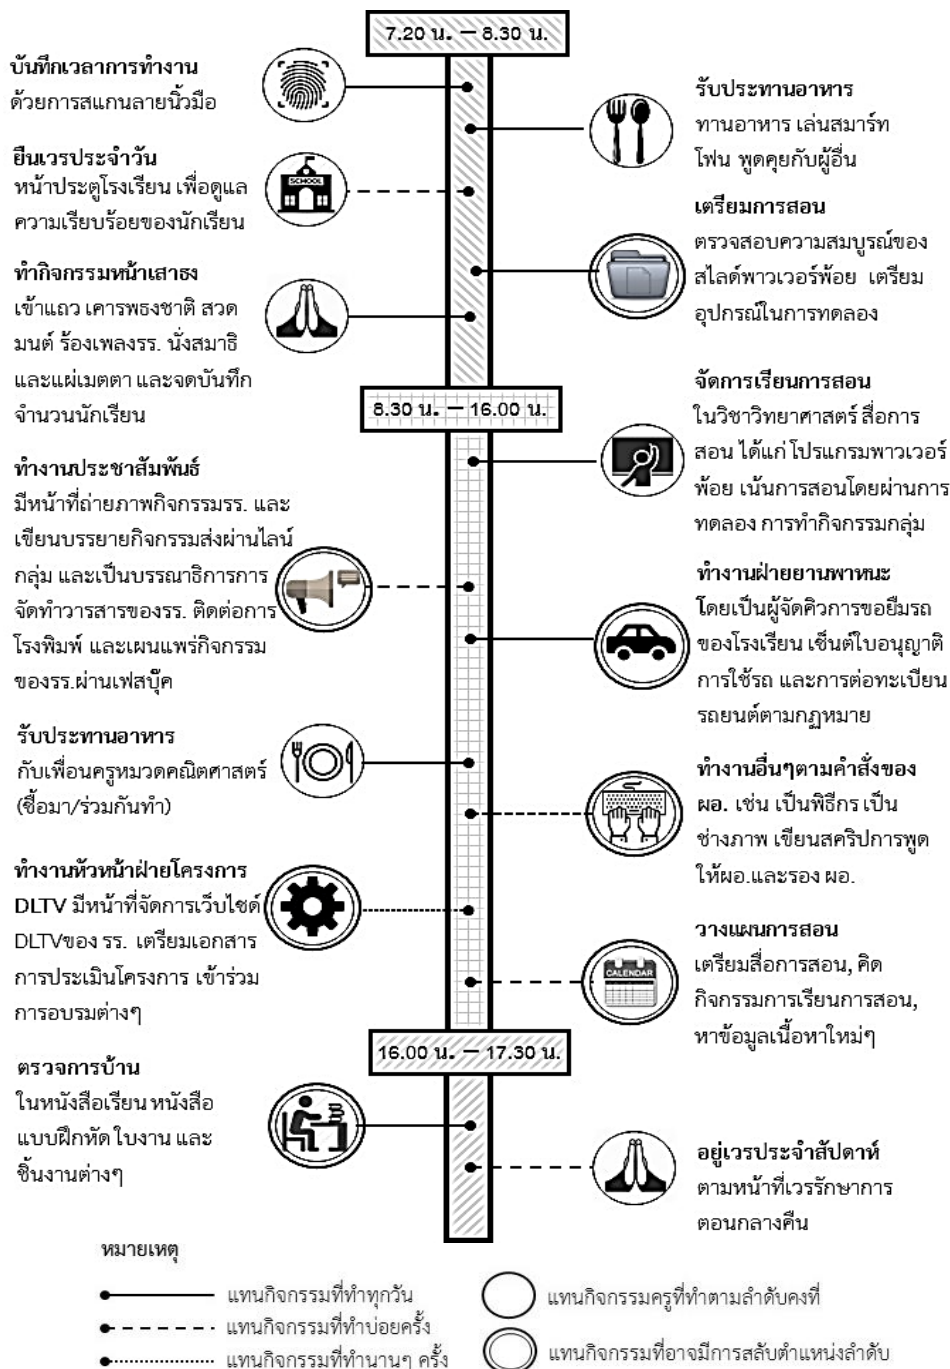 7.20 น. – 8.30 น.
บันทึกเวลาการทำงาน
ด้วยการสแกนลายนิ้วมือ
รับประทานอาหาร
ทานอาหาร เล่นสมาร์ท
โฟน พูดคุยกับผู้อื่น
ยืนเวรประจำวัน
หน้าประตูโรงเรียน เพื่อดูแล
ความเรียบร้อยของนักเรียน
SCHOOL
เตรียมการสอน
ตรวจสอบความสมบูรณ์ของ
สไลด์พาวเวอร์พ้อย เตรียม
อุปกรณ์ในการทดลอง
ทำกิจกรรมหน้าเสาธง
เข้าแถว เคารพธงชาติ สวด
มนต์ ร้องเพลงรร. นั่งสมาธิ
และแผ่เมตตา และจดบันทึก
จำนวนนักเรียน
8.30 น. – 16.00 น.
จัดการเรียนการสอน
ในวิชาวิทยาศาสตร์ สื่อการ
สอน ได้แก่ โปรแกรมพาวเวอร์
พ้อย เน้นการสอนโดยผ่านการ
ทดลอง การทำกิจกรรมกลุ่ม
ทำงานประชาสัมพันธ์
มีหน้าที่ถ่ายภาพกิจกรรมรร. และ
เขียนบรรยายกิจกรรมส่งผ่านไลน์
กลุ่ม และเป็นบรรณาธิการการ
จัดทำวารสารของรร. ติดต่อการ
โรงพิมพ์ และเผนแพร่กิจกรรม
ของรร.ผ่านเฟสบุ๊ค
ทำงานฝ่ายยานพาหนะ
โดยเป็นผู้จัดคิวการขอยืมรถ
ของโรงเรียน เซ็นต์ใบอนุญาติ
การใช้รถ และการต่อทะเบียน
รถยนต์ตามกฎหมาย
รับประทานอาหาร
กับเพื่อนครูหมวดคณิตศาสตร์
(ซื้อมา/ร่วมกันทำ)
ทำงานอื่นๆตามคำสั่งของ
ผอ. เช่น เป็นพิธีกร เป็น
ช่างภาพ เขียนสคริปการพูด
ให้ผอ.และรอง ผอ.
ทำงานหัวหน้าฝ่ายโครงการ
DLTV มีหน้าที่จัดการเว็บไซด์
DLTVของ รร. เตรียมเอกสาร
การประเมินโครงการ เข้าร่วม
การอบรมต่างๆ
วางแผนการสอน
เตรียมสื่อการสอน, คิด
กิจกรรมการเรียนการสอน,
หาข้อมูลเนื้อหาใหม่ๆ
CALENDAR
16.00 น. – 17.30 น.
ตรวจการบ้าน
ในหนังสือเรียน หนังสือ
แบบฝึกหัด ใบงาน และ
ชิ้นงานต่างๆ
อยู่เวรประจำสัปดาห์
ตามหน้าที่เวรรักษาการ
ตอนกลางคืน
หมายเหตุ
แทนกิจกรรมที่ทำทุกวัน
แทนกิจกรรมที่ทำบ่อยครั้ง
แทนกิจกรรมที่ทำนานๆ ครั้ง
แทนกิจกรรมครูที่ทำตามลำดับคงที่
แทนกิจกรรมที่อาจมีการสลับตำแหน่งลำดับ